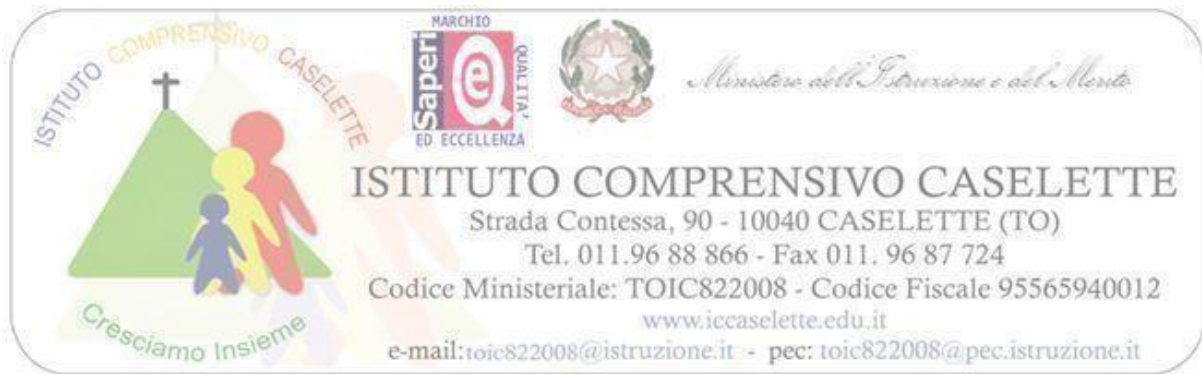 ISTITUTO COMPRENSIVO CASELETTE
Cresciamo Insieme
MARCHIO
Saperi
QUALITA'
ED ECCELLENZA
Ministero dell'Istruzione e del Merito
ISTITUTO COMPRENSIVO CASELETTE
Strada Contessa, 90 - 10040 CASELETTE (TO)
Tel. 011.96 88 866 - Fax 011. 96 87 724
Codice Ministeriale: TOIC822008 - Codice Fiscale 95565940012
www.iccaselette.edu.it
e-mail:toic822008@istruzione.it - pec: toic822008@pec.istruzione.it